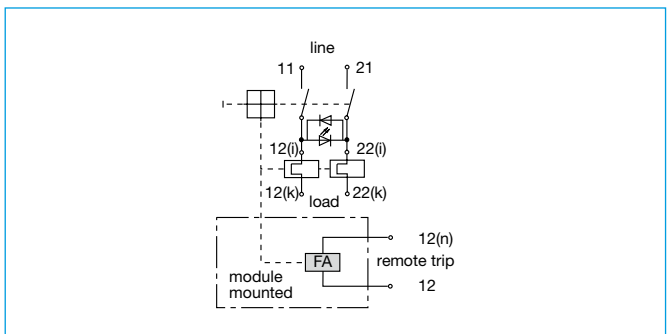 line
11 21
12(i) 22(i)
12(k) load 22(k)
12(n)
FA remote trip
module
mounted
12